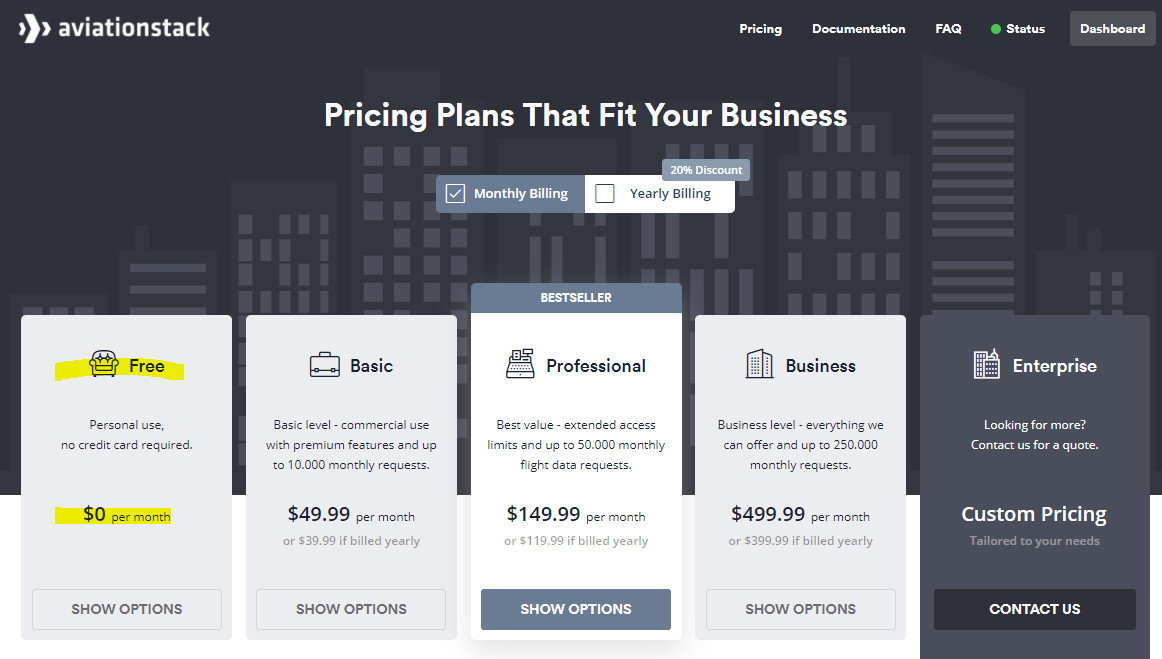 aviationstack
Pricing
Documentation
FAQ
Status
Dashboard
Pricing Plans That Fit Your Business
20% Discount
Monthly Billing
Yearly Billing
BESTSELLER
Free
Personal use,
no credit card required.
$0 per month
SHOW OPTIONS
Basic
Basic level - commercial use
with premium features and up
to 10.000 monthly requests.
$49.99 per month
or $39.99 if billed yearly
SHOW OPTIONS
Professional
Best value - extended access
limits and up to 50.000 monthly
flight data requests.
$149.99 per month
or $119.99 if billed yearly
SHOW OPTIONS
Business
Business level - everything we
can offer and up to 250.000
monthly requests.
$499.99 per month
or $399.99 if billed yearly
SHOW OPTIONS
Enterprise
Looking for more?
Contact us for a quote.
Custom Pricing
Tailored to your needs
CONTACT US